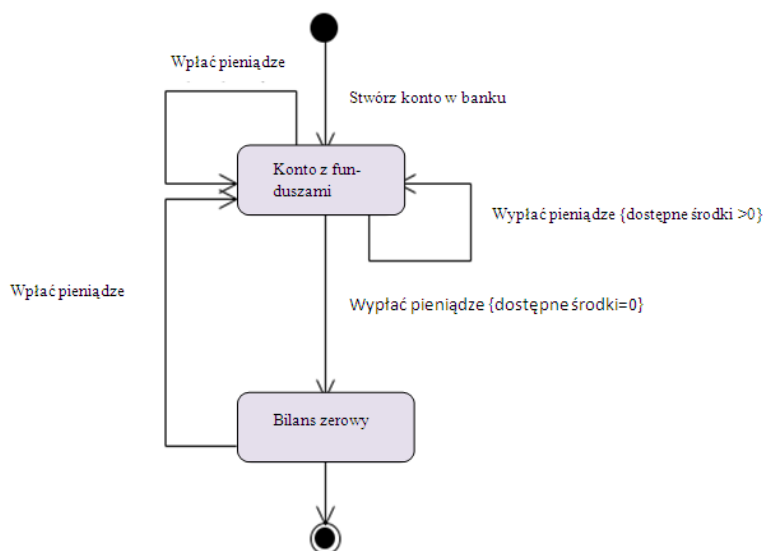 Wpłać pieniądze
Stwórz konto w banku
Konto z fun-
duszami
Wypłać pieniądze {dostępne środki >0}
Wpłać pieniądze
Wypłać pieniądze {dostępne środki=0}
Bilans zerowy